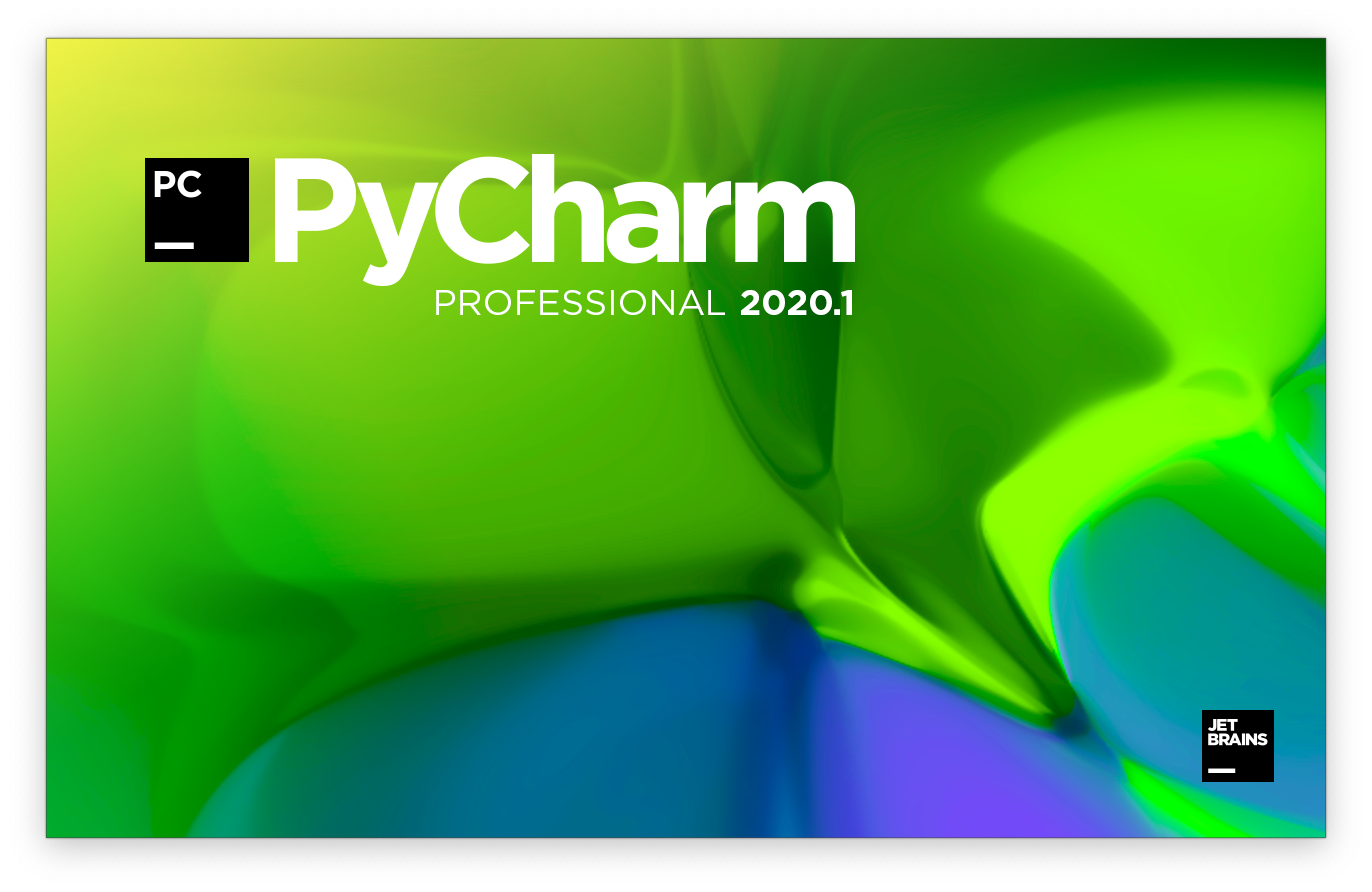 PC
PyCharm
PROFESSIONAL 2020.1
JET
BRAINS